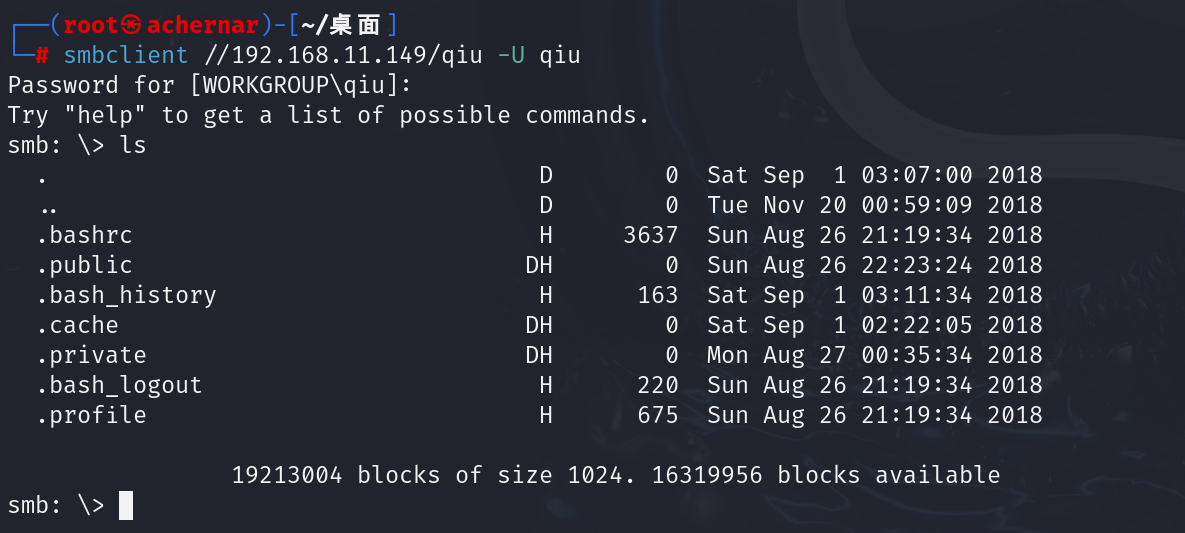 ┌──(root㉿achernar)-[~/桌面]
└─# smbclient //192.168.11.149/qiu -U qiu
Password for [WORKGROUP\qiu]:
Try "help" to get a list of possible commands.
smb: \> ls
  .                                   D        0  Sat Sep  1 03:07:00 2018
  ..                                  D        0  Tue Nov 20 00:59:09 2018
  .bashrc                             H     3637  Sun Aug 26 21:19:34 2018
  .public                            DH        0  Sun Aug 26 22:23:24 2018
  .bash_history                       H      163  Sat Sep  1 03:11:34 2018
  .cache                             DH        0  Sat Sep  1 02:22:05 2018
  .private                           DH        0  Mon Aug 27 00:35:34 2018
  .bash_logout                        H      220  Sun Aug 26 21:19:34 2018
  .profile                            H      675  Sun Aug 26 21:19:34 2018
                19213004 blocks of size 1024. 16319956 blocks available
smb: \>